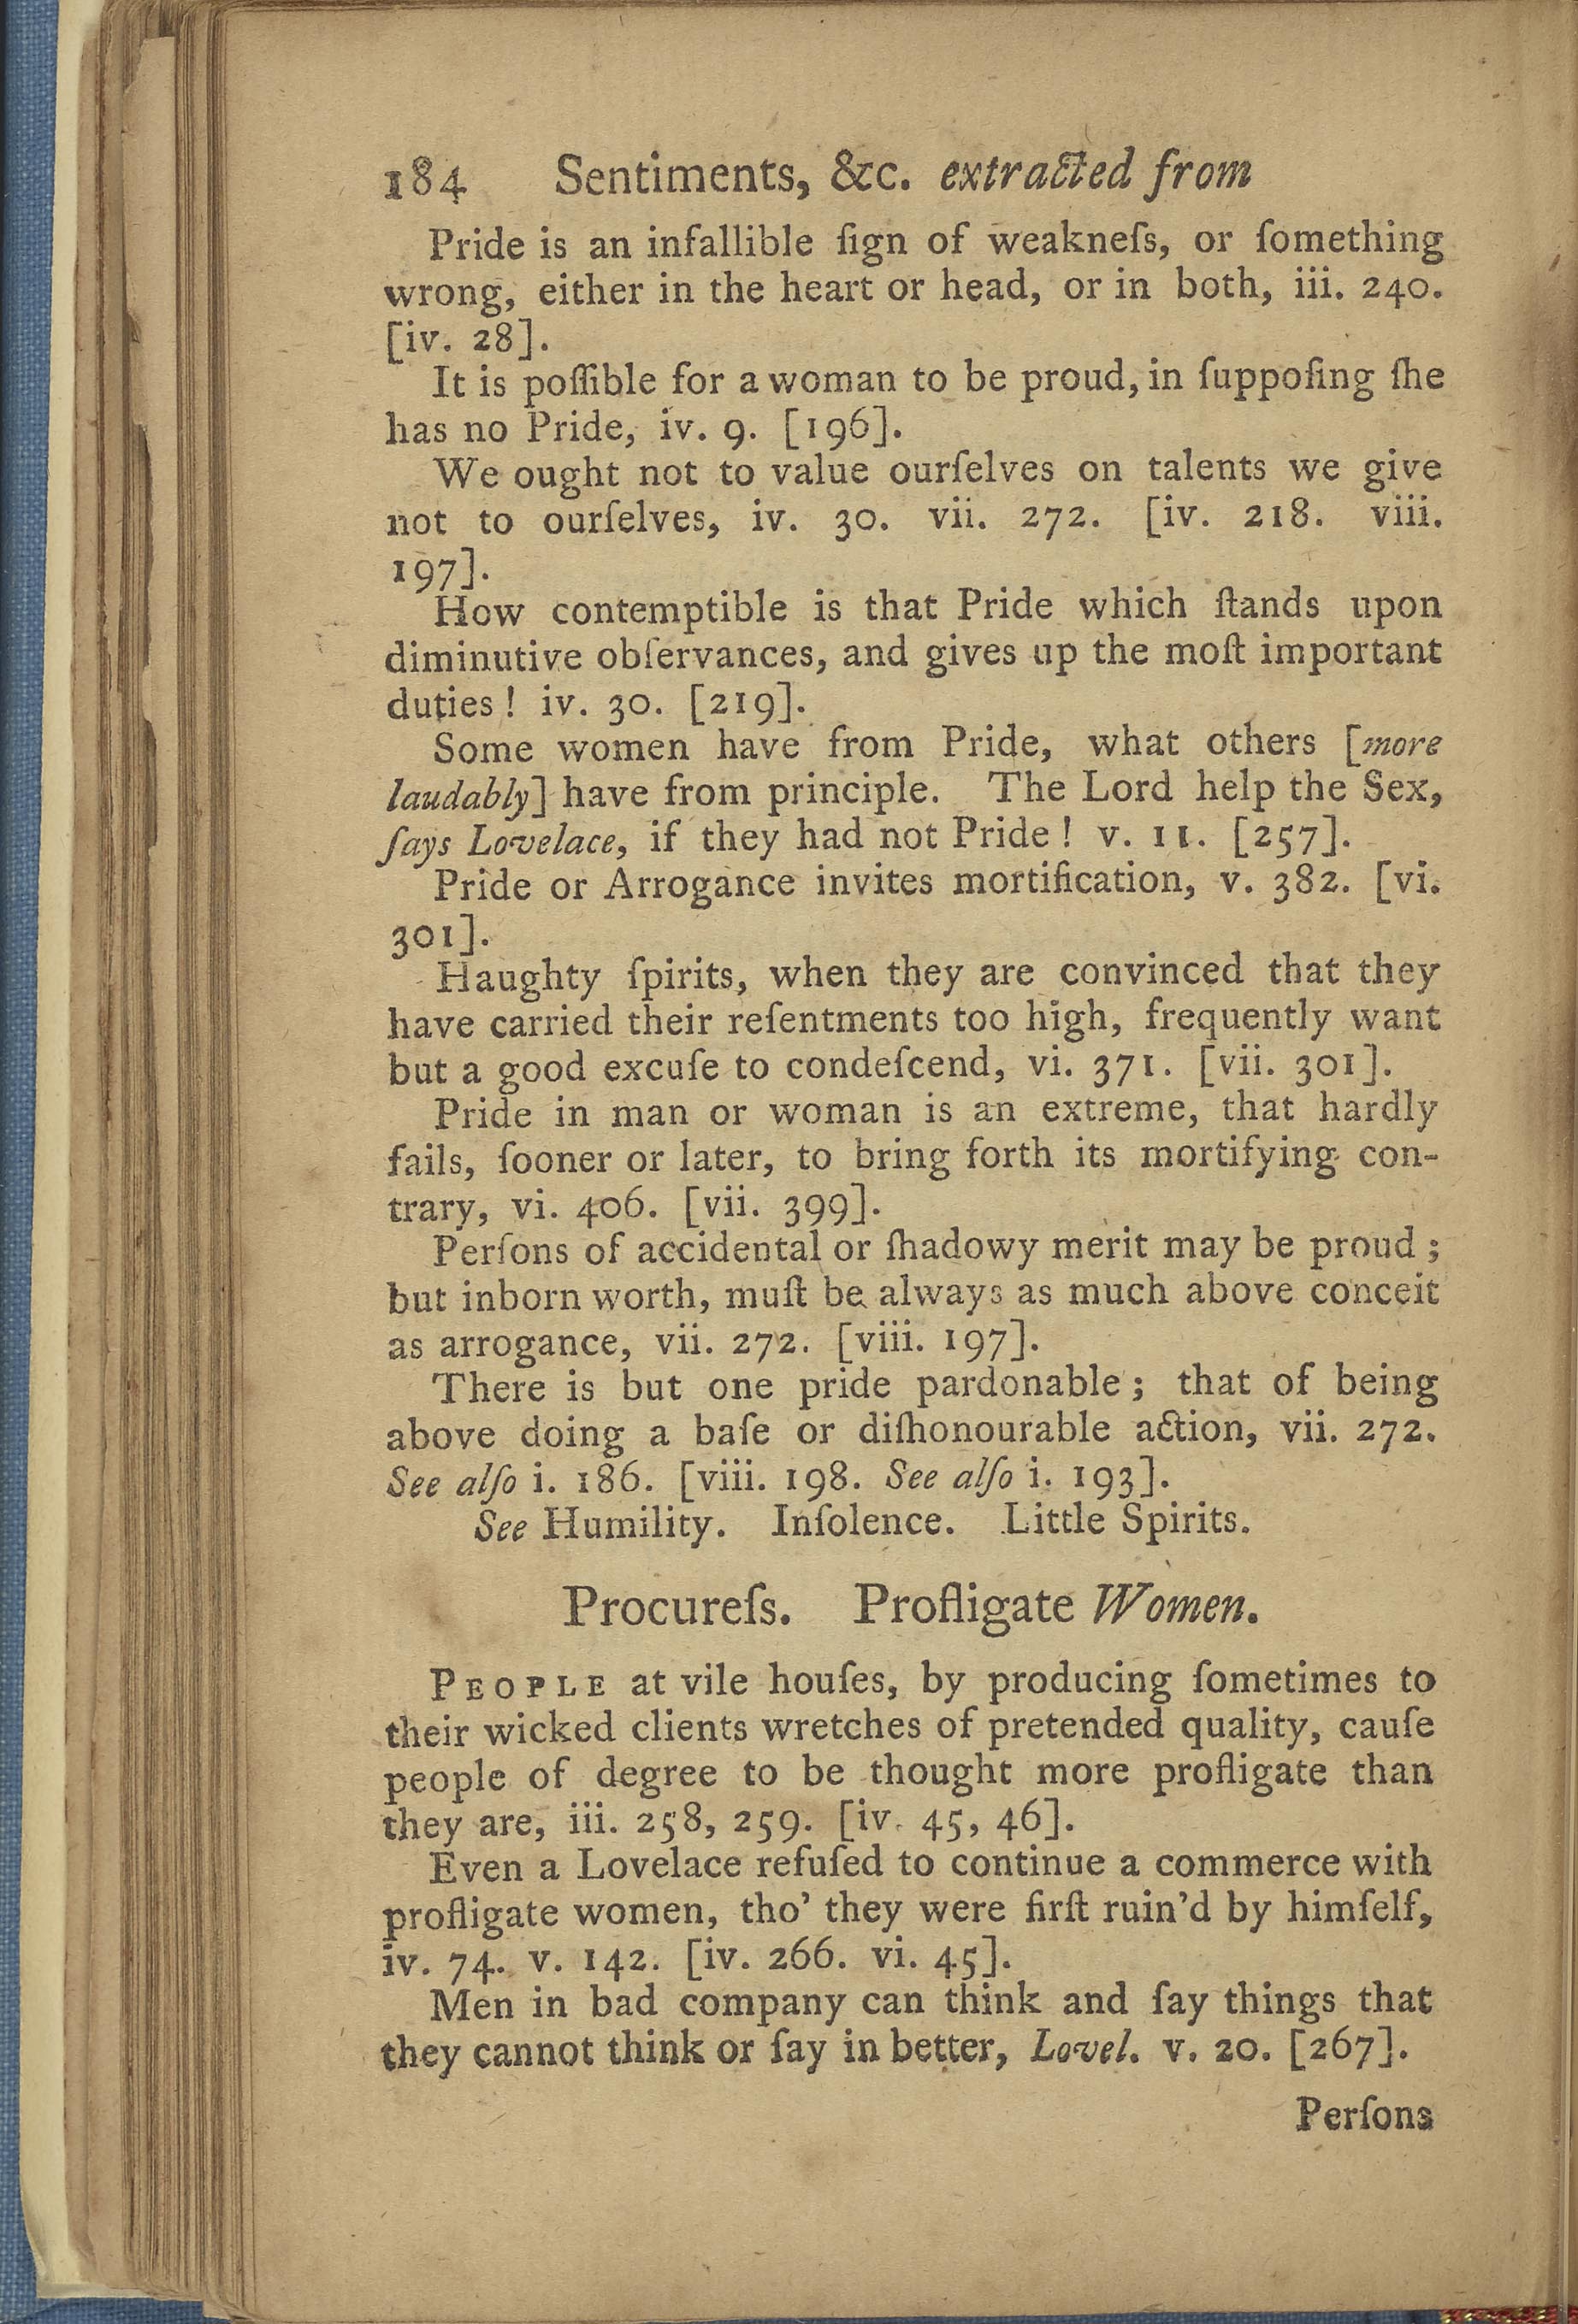 184 Sentiments, &c. extracted from
Pride is an infallible ſign of weakneſs, or ſomething
wrong, either in the heart or head, or in both, iii. 240.
[iv. 28].
It is poſſible for a woman to be proud, in ſuppoſing ſhe
has no Pride, iv. 9. [196].
We ought not to value ourſelves on talents we give
not to ourſelves, iv. 30. vii. 272. [iv. 218. viii.
197].
How contemptible is that Pride which ſtands upon
diminutive obſervances, and gives up the moſt important
duties! iv. 30. [219].
Some women have from Pride, what others [more
laudably] have from principle. The Lord help the Sex,
ſays Lovelace, if they had not Pride! v. 11. [257].
Pride or Arrogance invites mortification, v. 382. [vi.
301].
Haughty ſpirits, when they are convinced that they
have carried their reſentments too high, frequently want
but a good excuſe to condeſcend, vi. 371. [vii. 301].
Pride in man or woman is an extreme, that hardly
fails, ſooner or later, to bring forth its mortifying con-
trary, vi. 406. [vii. 399].
Perſons of accidental or ſhadowy merit may be proud;
but inborn worth, muſt be always as much above conceit
as arrogance, vii. 272. [viii. 197].
There is but one pride pardonable; that of being
above doing a baſe or diſhonourable action, vii. 272.
See alſo i. 186. [viii. 198. See alſo i. 193].
See Humility. Inſolence. Little Spirits.
Procureſs. Profligate Women.
PEOPLE at vile houſes, by producing ſometimes to
their wicked clients wretches of pretended quality, cauſe
people of degree to be thought more profligate than
they are, iii. 258, 259. [iv. 45, 46].
Even a Lovelace refuſed to continue a commerce with
profligate women, tho' they were firſt ruin'd by himſelf,
iv. 74. v. 142. [iv. 266. vi. 45].
Men in bad company can think and ſay things that
they cannot think or ſay in better, Lovel. v. 20. [267].
Perſons